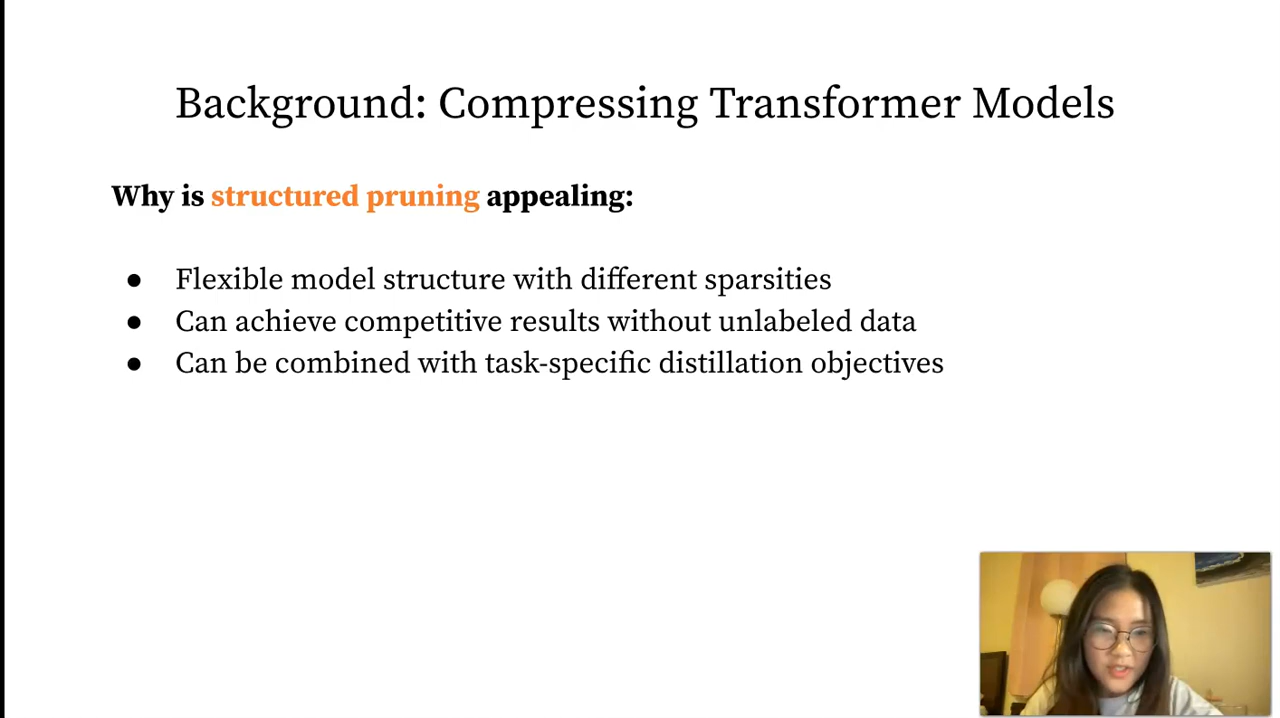 Background: Compressing Transformer Models
Why is structured pruning appealing:
● Flexible model structure with different sparsities
● Can achieve competitive results without unlabeled data
● Can be combined with task-specific distillation objectives